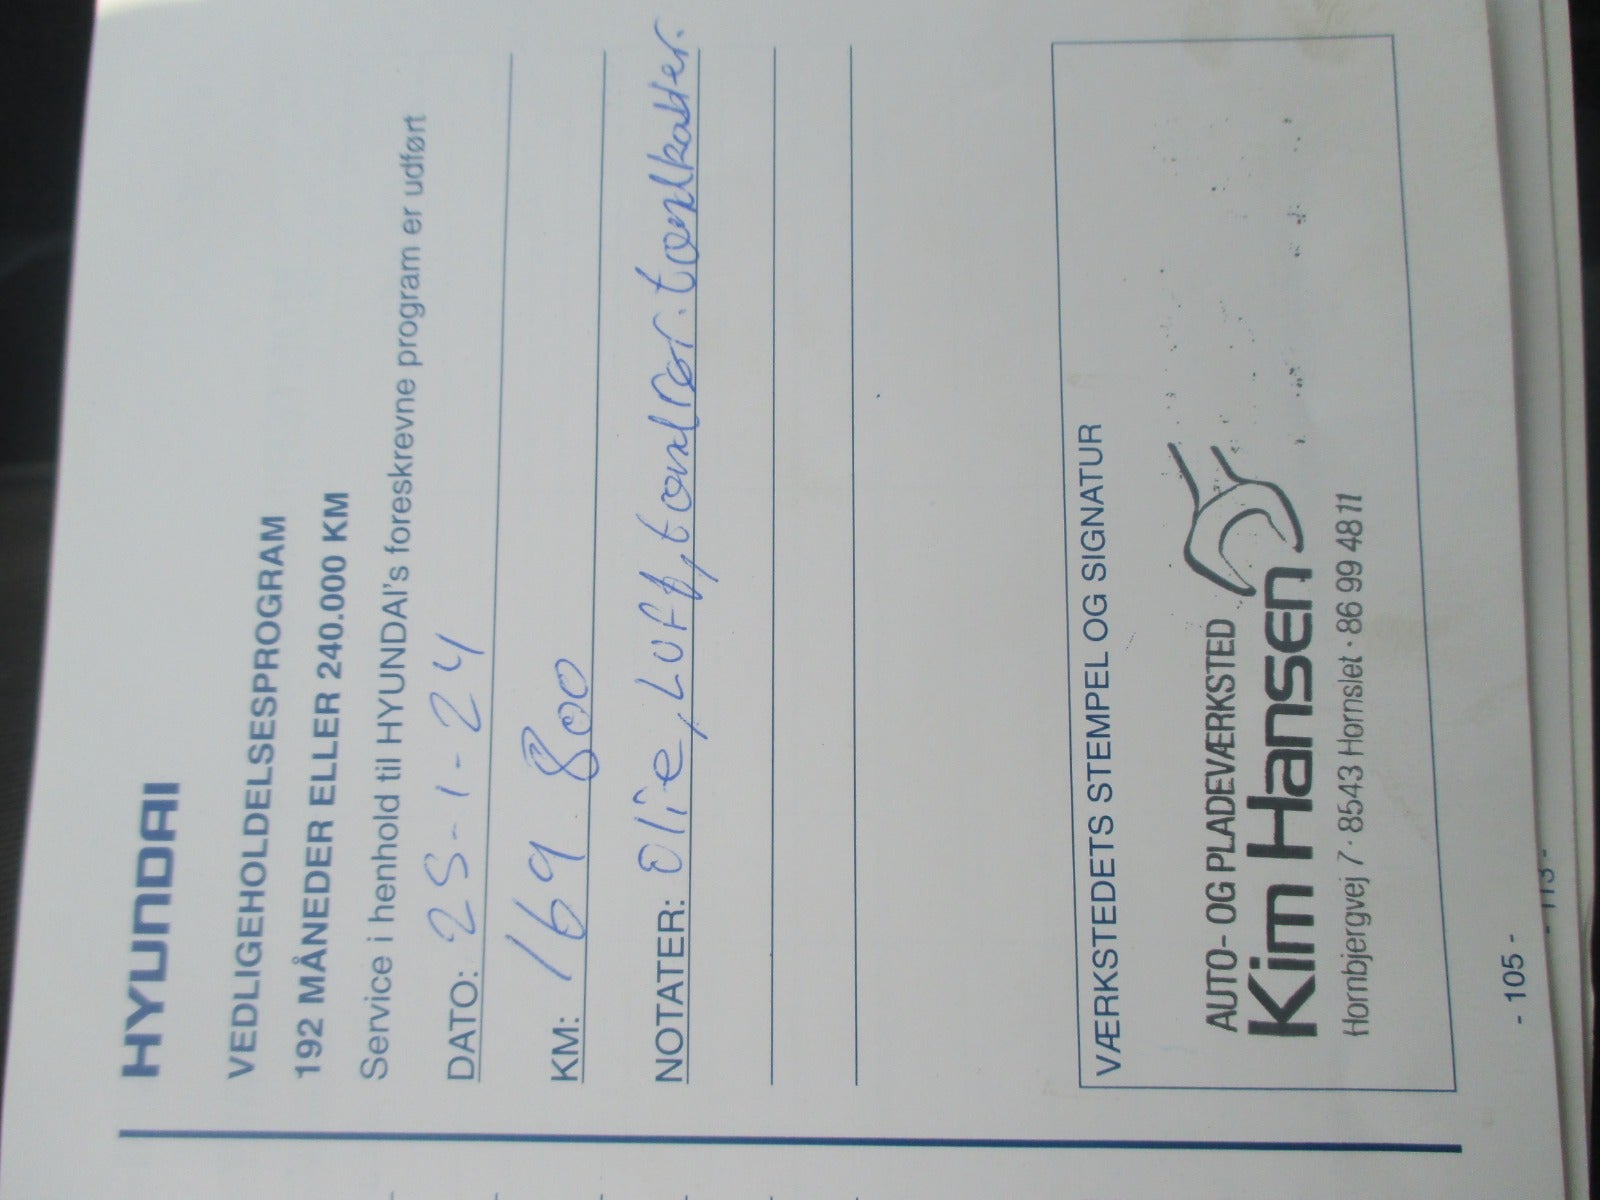 HYUNDAI
VEDLIGEHOLDELSESPROGRAM
192 MÅNEDER ELLER 240.000 KM
Service i henhold til HYUNDAI's foreskrevne program er udført
DATO: 25-1-24
KM: 169.800
NOTATER: Olie, Luft, tændrør. tændkabler.
VÆRKSTEDETS STEMPEL OG SIGNATUR
AUTO- OG PLADEVÆRKSTED
Kim Hansen
Hornbjergvej 7 · 8543 Hornslet · 86 99 48 11
- 105 -
- 113 -